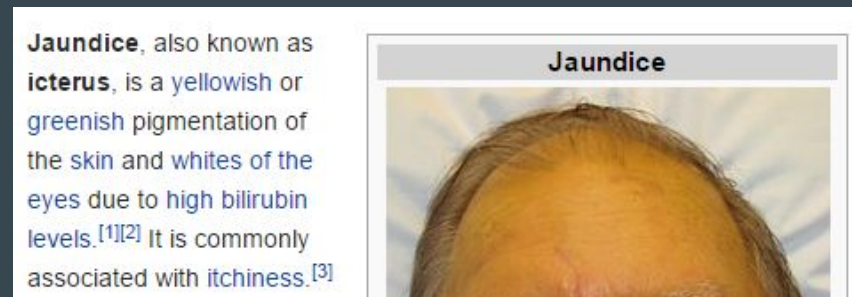 Jaundice, also known as
icterus, is a yellowish or
greenish pigmentation of
the skin and whites of the
eyes due to high bilirubin
levels.[1][2] It is commonly
associated with itchiness.[3]
Jaundice